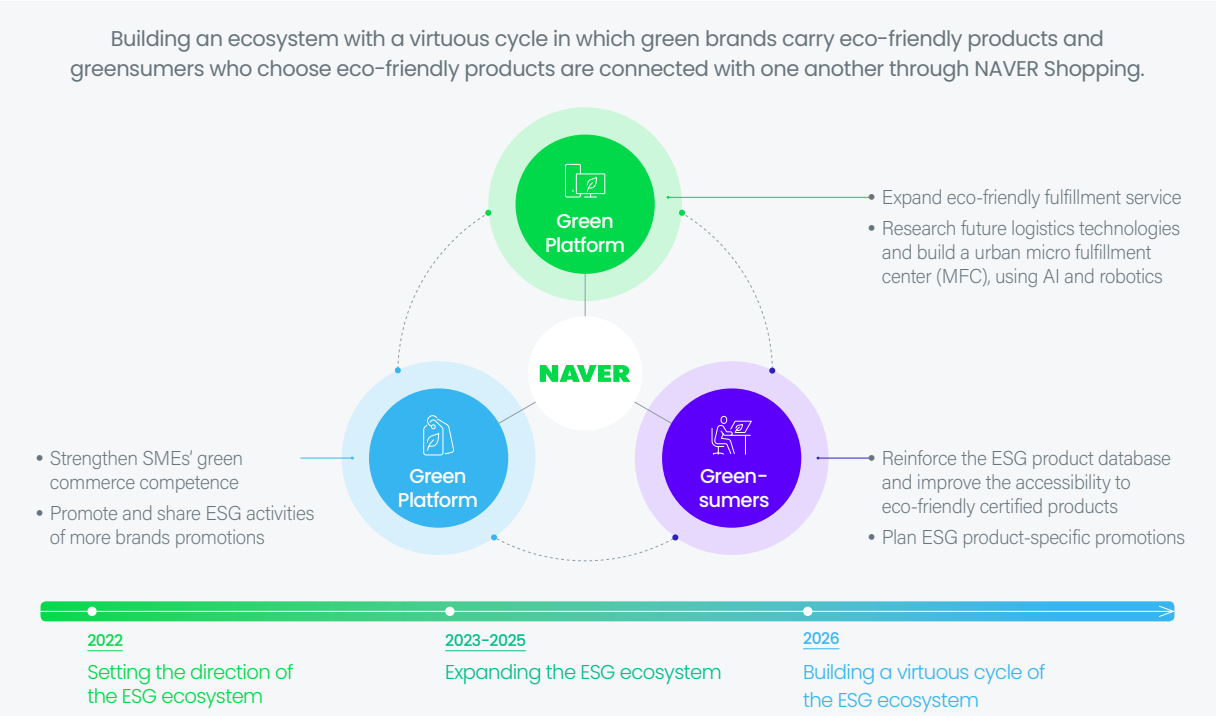 Building an ecosystem with a virtuous cycle in which green brands carry eco-friendly products and
greensumers who choose eco-friendly products are connected with one another through NAVER Shopping.
Green
Platform
• Expand eco-friendly fulfillment service
• Research future logistics technologies
and build a urban micro fulfillment
center (MFC), using AI and robotics
NAVER
• Strengthen SMEs’ green
commerce competence
• Promote and share ESG activities
of more brands promotions
Green
Platform
Green-
sumers
• Reinforce the ESG product database
and improve the accessibility to
eco-friendly certified products
• Plan ESG product-specific promotions
2022
Setting the direction of
the ESG ecosystem
2023-2025
Expanding the ESG ecosystem
2026
Building a virtuous cycle of
the ESG ecosystem